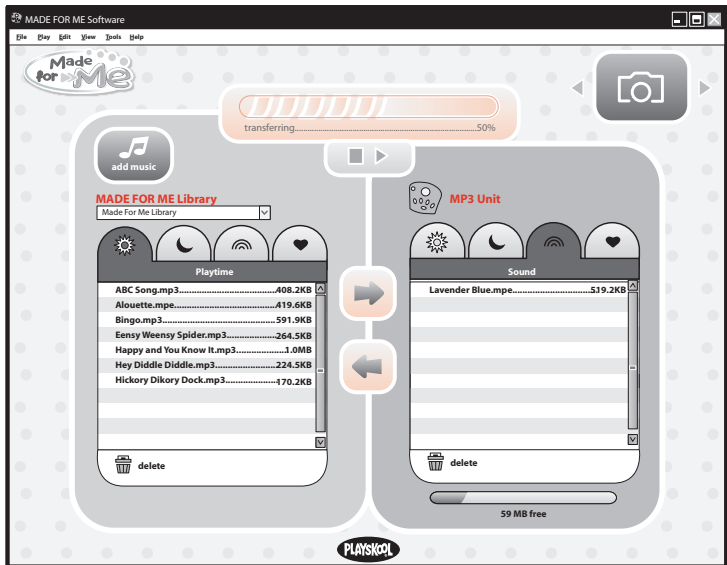 MADE FOR ME Software
File Play Edit View Tools Help
Made
for Me
transferring...............................................................50%
add music
MADE FOR ME Library
Made For Me Library
Playtime
ABC Song.mp3...........................408.2KB
Alouette.mpe............................419.6KB
Bingo.mp3................................591.9KB
Eensy Weensy Spider.mp3..........264.5KB
Happy and You Know It.mp3.............1.0MB
Hey Diddle Diddle.mp3..............224.5KB
Hickory Dikory Dock.mp3.............170.2KB
delete
MP3 Unit
Sound
Lavender Blue.mpe......................519.2KB
delete
59 MB free
PLAYSKOOL